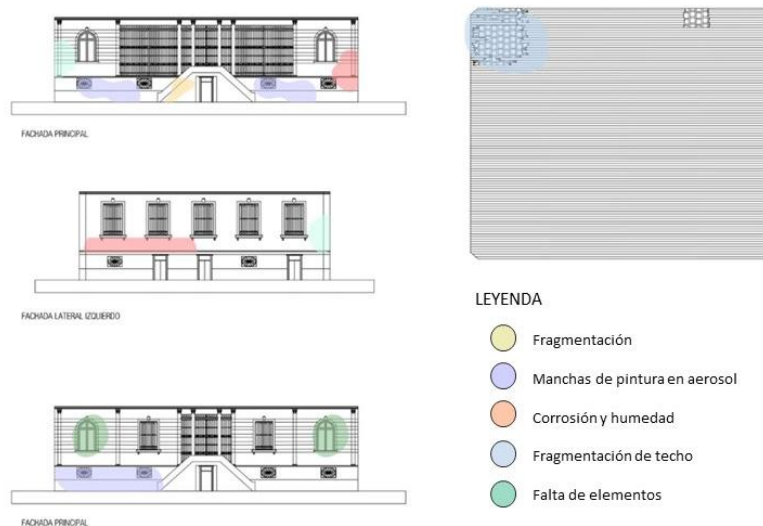 FACHADA PRINCIPAL
FACHADA LATERAL IZQUIERDO
FACHADA PRINCIPAL
LEYENDA
Fragmentación
Manchas de pintura en aerosol
Corrosión y humedad
Fragmentación de techo
Falta de elementos